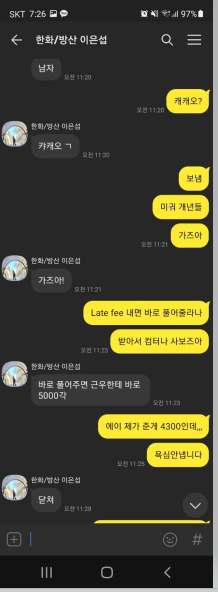 SKT 7:26
97%
한화/방산 이은섭
남자
오전 11:20
캬캬오?
오전 11:20
한화/방산 이은섭
캬캬오 ㄱ
오전 11:20
보냄
미귀 개년들
가즈아
오전 11:21
한화/방산 이은섭
가즈아!
오전 11:21
Late fee 내면 바로 풀어줄라나
받아서 컴터나 사보즈아
오전 11:23
한화/방산 이은섭
바로 풀어주면 근우한테 바로
5000각
오전 11:23
에이 제가 준게 4300인데,,,
욕심안냅니다
오전 11:25
한화/방산 이은섭
닫쳐
오전 11:28
#